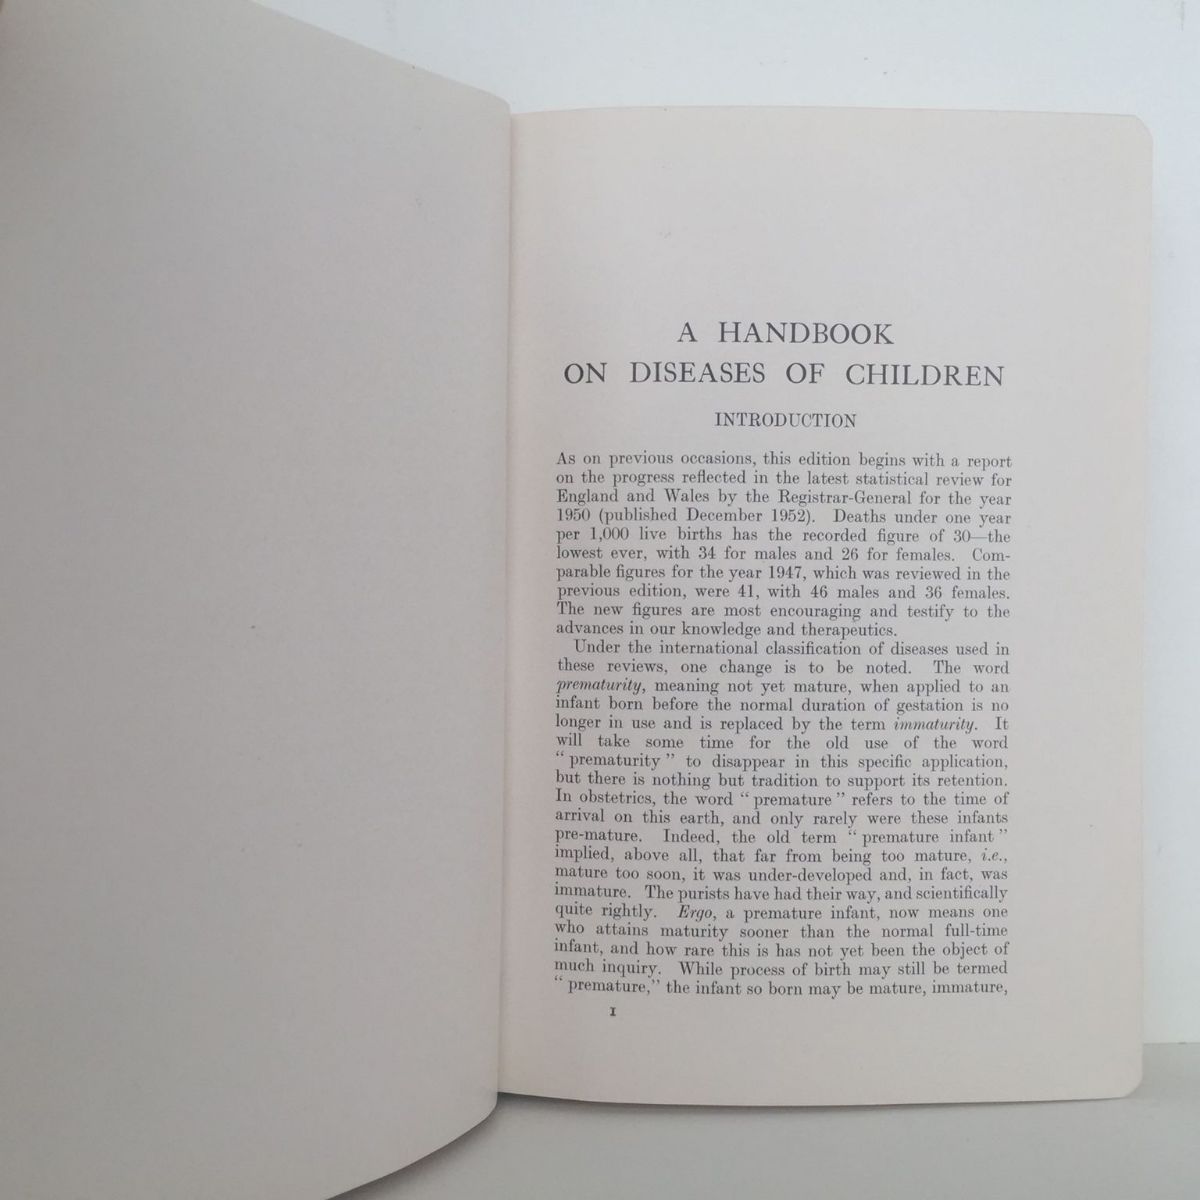 A HANDBOOK
ON DISEASES OF CHILDREN
INTRODUCTION
As on previous occasions, this edition begins with a report
on the progress reflected in the latest statistical review for
England and Wales by the Registrar-General for the year
1950 (published December 1952). Deaths under one year
per 1,000 live births has the recorded figure of 30—the
lowest ever, with 34 for males and 26 for females. Com-
parable figures for the year 1947, which was reviewed in the
previous edition, were 41, with 46 males and 36 females.
The new figures are most encouraging and testify to the
advances in our knowledge and therapeutics.
Under the international classification of diseases used in
these reviews, one change is to be noted. The word
prematurity, meaning not yet mature, when applied to an
infant born before the normal duration of gestation is no
longer in use and is replaced by the term immaturity. It
will take some time for the old use of the word
“ prematurity ” to disappear in this specific application,
but there is nothing but tradition to support its retention.
In obstetrics, the word “ premature ” refers to the time of
arrival on this earth, and only rarely were these infants
pre-mature. Indeed, the old term “ premature infant ”
implied, above all, that far from being too mature, i.e.,
mature too soon, it was under-developed and, in fact, was
immature. The purists have had their way, and scientifically
quite rightly. Ergo, a premature infant, now means one
who attains maturity sooner than the normal full-time
infant, and how rare this is has not yet been the object of
much inquiry. While process of birth may still be termed
“ premature,” the infant so born may be mature, immature,
I